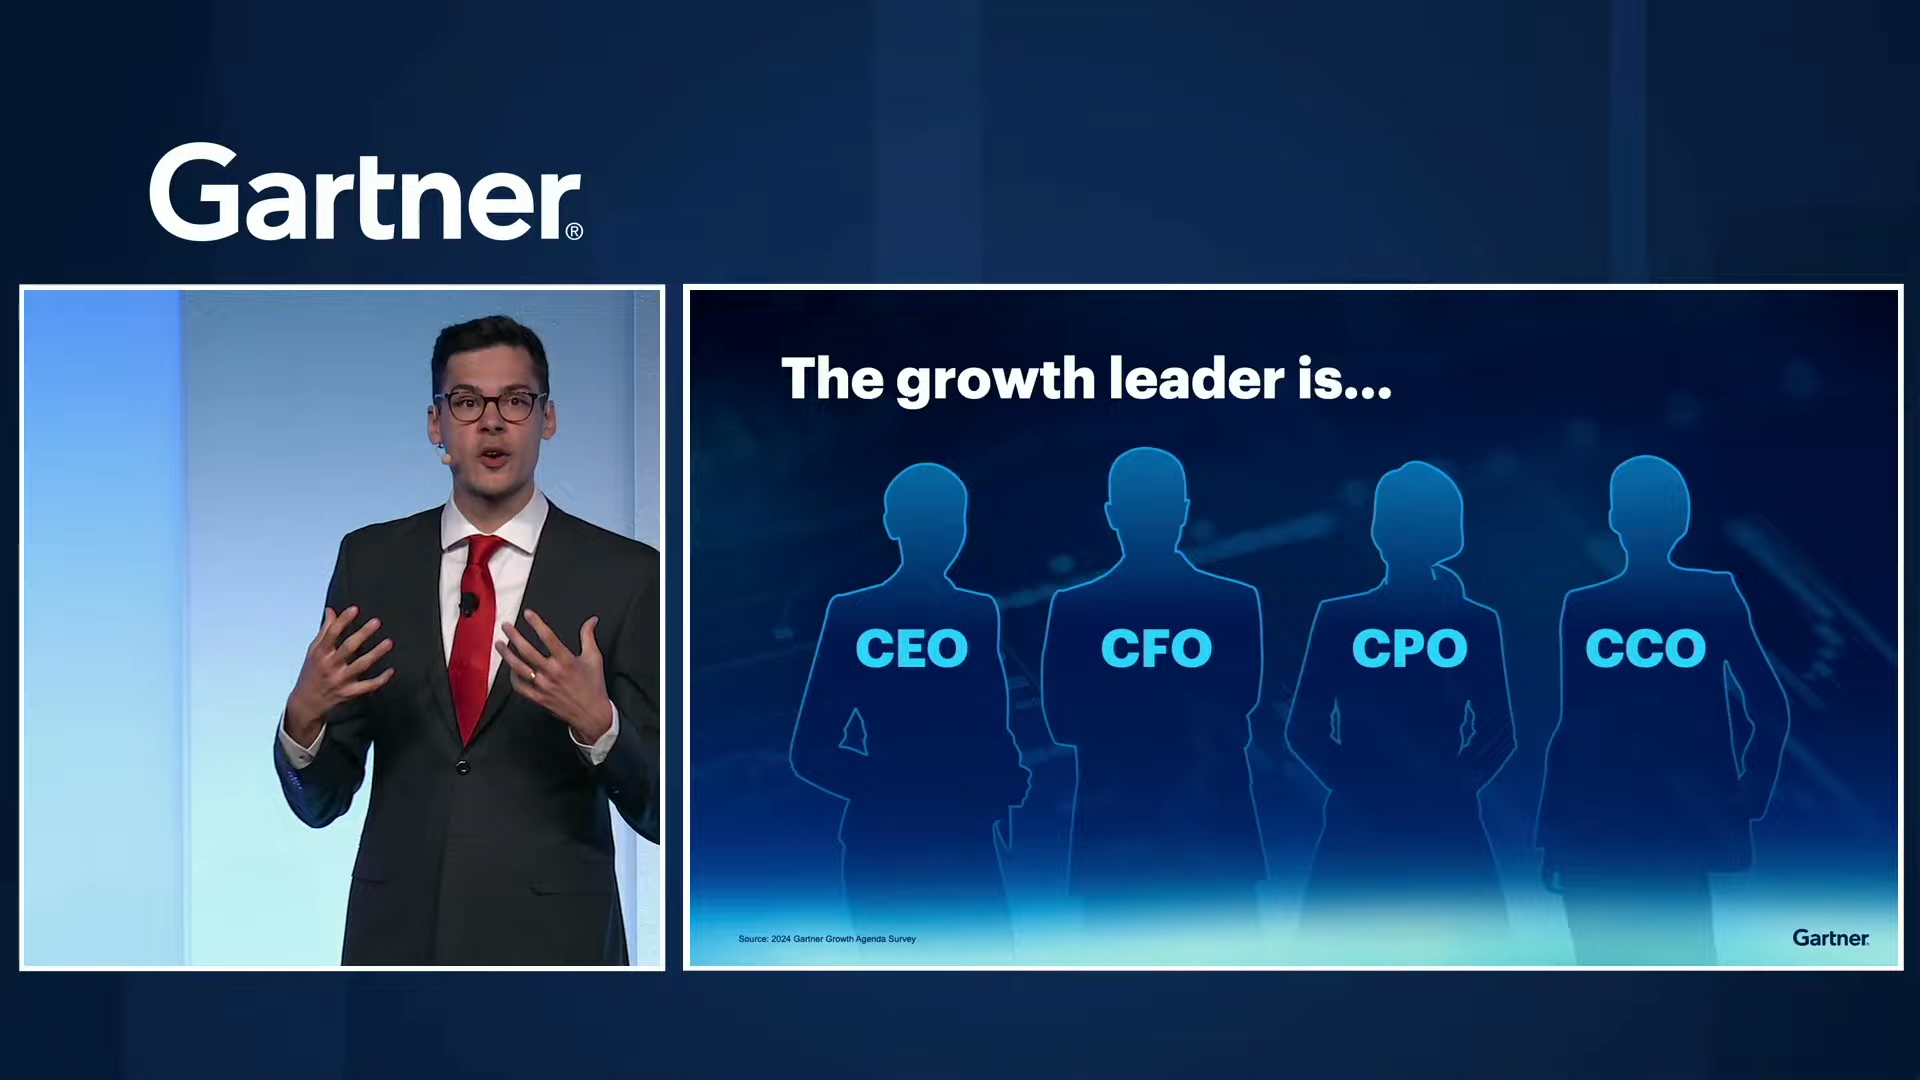 Gartner®
The growth leader is...
CEO CFO CPO CCO
Source: 2024 Gartner Growth Agenda Survey
Gartner